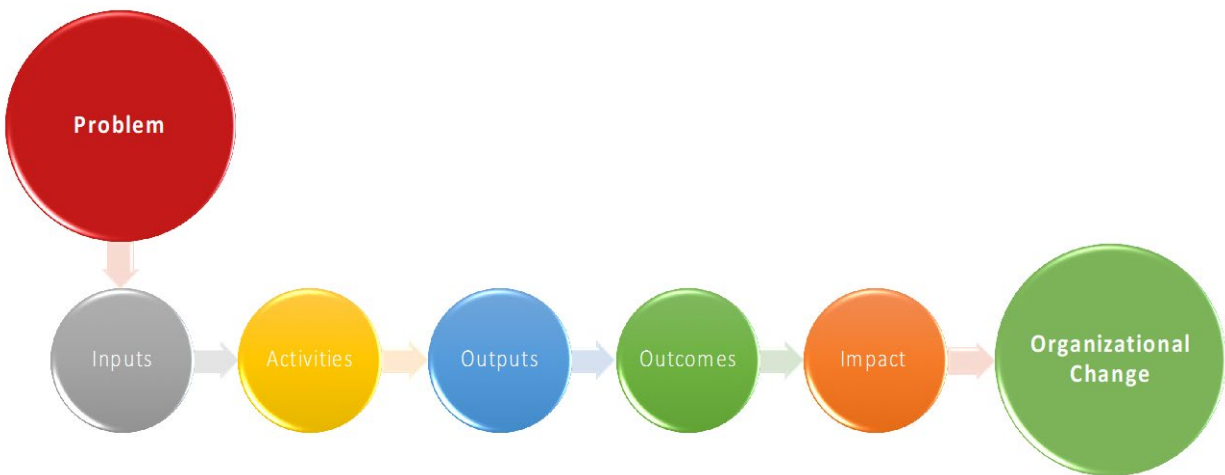 Problem
Inputs
Activities
Outputs
Outcomes
Impact
Organizational
Change